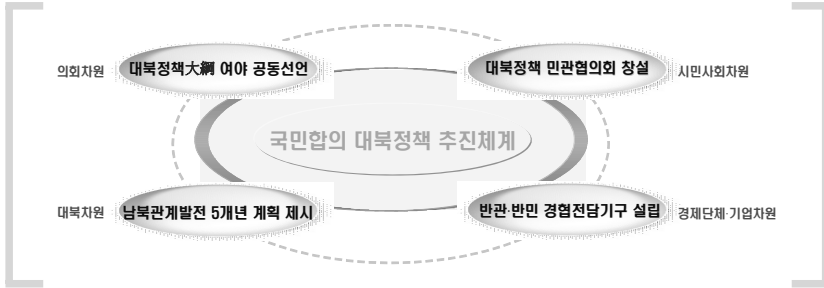 의회차원
대북정책大綱 여야 공동선언
대북정책 민관협의회 창설
시민사회차원
국민합의 대북정책 추진체계
대북차원
남북관계발전 5개년 계획 제시
반관·반민 경협전담기구 설립
경제단체·기업차원